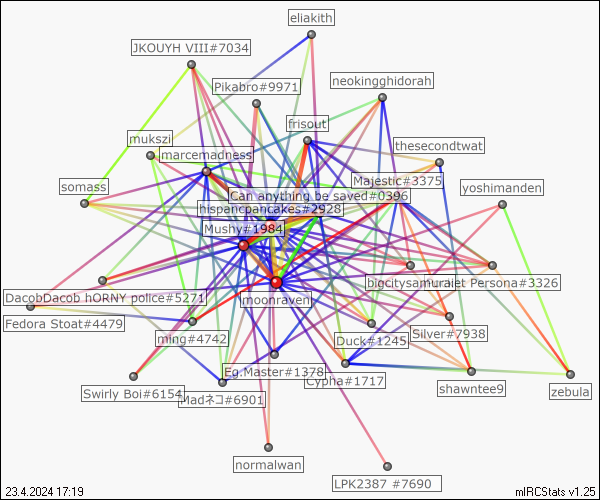 eliakith
JKOUYH VIII#7034
Pikabro#9971
neokingghidorah
frisout
mukszi
thesecondtwat
marcemadness
Majestic#3375
somass
yoshimanden
Can anything be saved#0396
hispancpancakes#2928
Mushy#1984
bigcitysamurai
et Persona#3326
DacobDacob hORNY police#5271
moonraven
Fedora Stoat#4479
ming#4742
Duck#1245
Silver#7938
Eg.Master#1378
Cypha#1717
Swirly Boi#6154
Madネコ#6901
shawntee9
zebula
normalwan
LPK2387 #7690
23.4.2024 17:19
mIRCStats v1.25